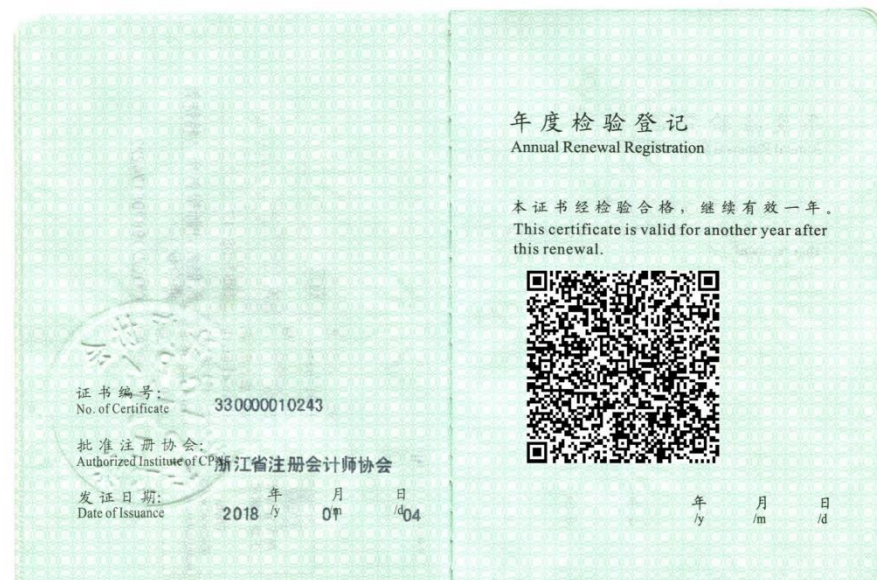 证书编号:
No. of Certificate
330000010243
批准注册协会:
Authorized Institute of CPAs
浙江省注册会计师协会
发证日期:
Date of Issuance
2018 年 /y 01 月 /m 04 日 /d
年度检验登记
Annual Renewal Registration
本证书经检验合格，继续有效一年。
This certificate is valid for another year after
this renewal.
年 月 日
/y /m /d